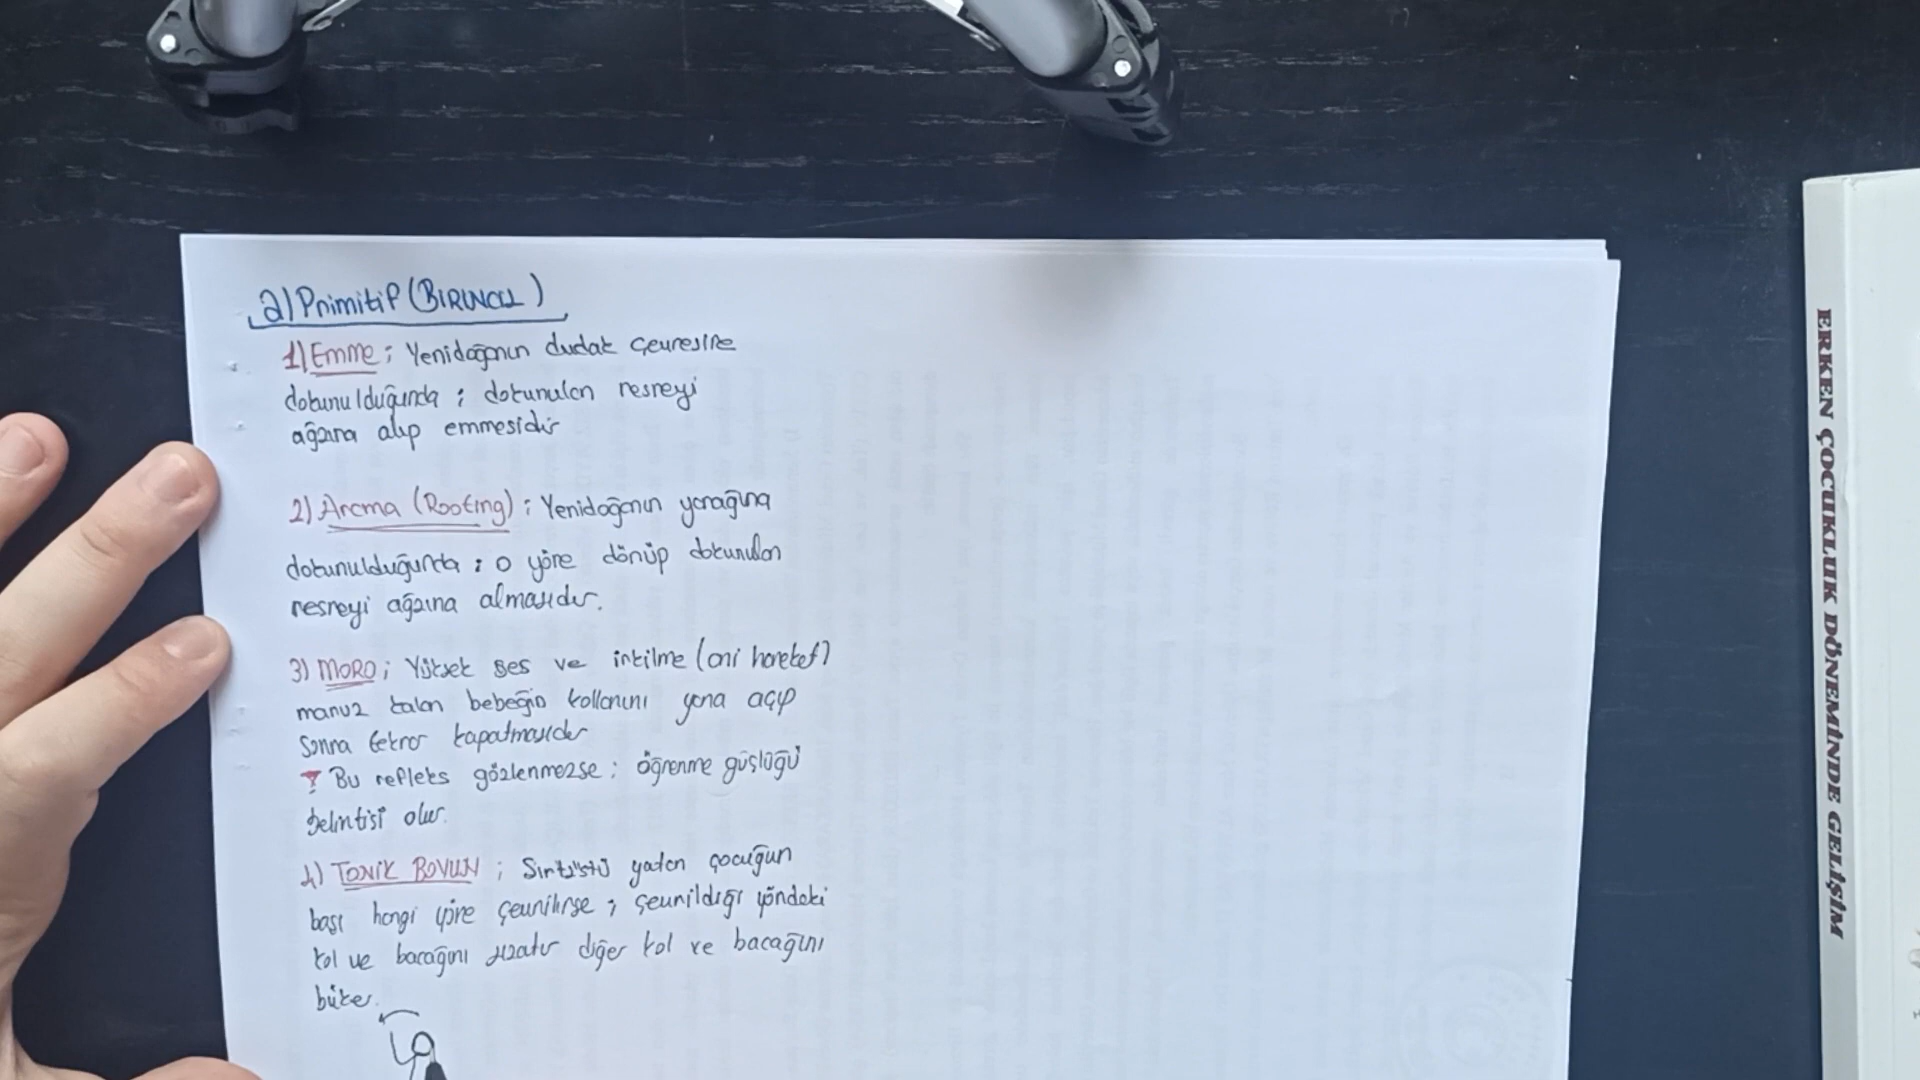 a) Primitif (BİRİNCİL)
1) Emme ; Yenidoğanın dudak çevresine
dokunulduğunda ; dokunulan nesneyi
ağzına alıp emmesidir
2) Arama (Rooting) ; Yenidoğanın yanağına
dokunulduğunda ; o yöne dönüp dokunulan
nesneyi ağzına almasıdır.
3) MORO ; Yüksek ses ve irkilme (ani hareket)
maruz kalan bebeğin kollarını yana açıp
sonra tekrar kapatmasıdır
! Bu refleks gözlenmezse ; öğrenme güçlüğü
belirtisi olur.
4) TONİK BOYUN ; Sırtüstü yatan çocuğun
başı hangi yöne çevrilirse ; çevrildiği yöndeki
kol ve bacağını uzatır diğer kol ve bacağını
büker.
ERKEN ÇOCUKLUK DÖNEMİNDE GELİŞİM